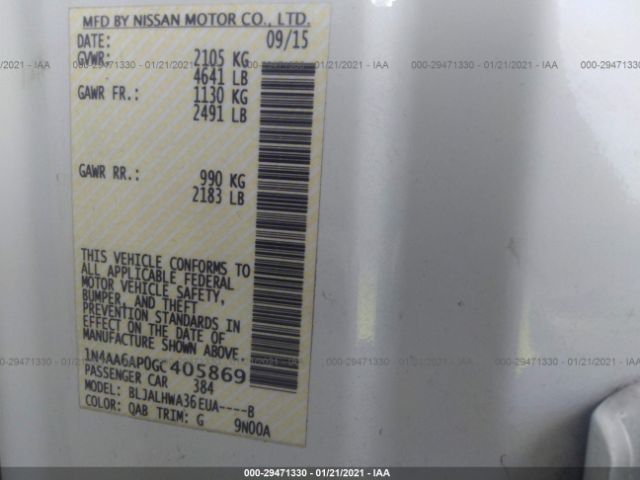 MFD BY NISSAN MOTOR CO., LTD.
DATE: 09/15
GVWR: 2105 KG
4641 LB
GAWR FR.: 1130 KG
2491 LB
GAWR RR.: 990 KG
2183 LB
THIS VEHICLE CONFORMS TO
ALL APPLICABLE FEDERAL
MOTOR VEHICLE SAFETY,
BUMPER, AND THEFT
PREVENTION STANDARDS IN
EFFECT ON THE DATE OF
MANUFACTURE SHOWN ABOVE.
1N4AA6AP0GC405869
PASSENGER CAR 384
MODEL: BLJALHWA36EUA----B
COLOR: QAB TRIM: G 9N00A
000-29471330 - 01/21/2021 - IAA